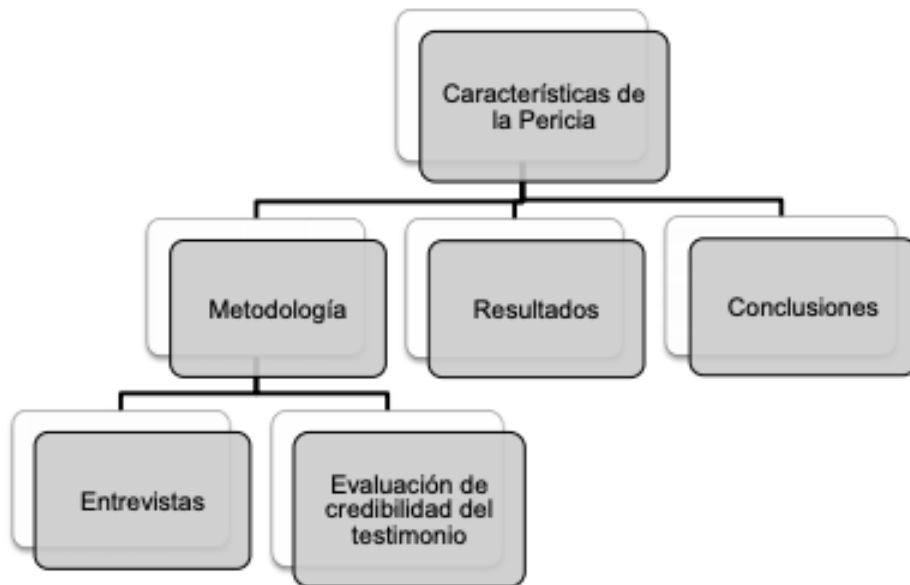 Características de
la Pericia
Metodología
Resultados
Conclusiones
Entrevistas
Evaluación de
credibilidad del
testimonio